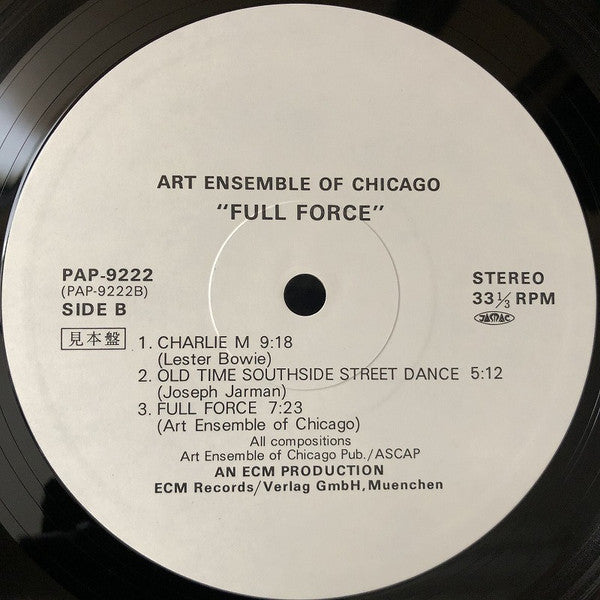 ART ENSEMBLE OF CHICAGO
"FULL FORCE"
PAP-9222
(PAP-9222B)
SIDE B
見本盤
STEREO
33 1/3 RPM
JASRAC
1. CHARLIE M 9:18
(Lester Bowie)
2. OLD TIME SOUTHSIDE STREET DANCE 5:12
(Joseph Jarman)
3. FULL FORCE 7:23
(Art Ensemble of Chicago)
All compositions
Art Ensemble of Chicago Pub./ASCAP
AN ECM PRODUCTION
ECM Records/Verlag GmbH,Muenchen